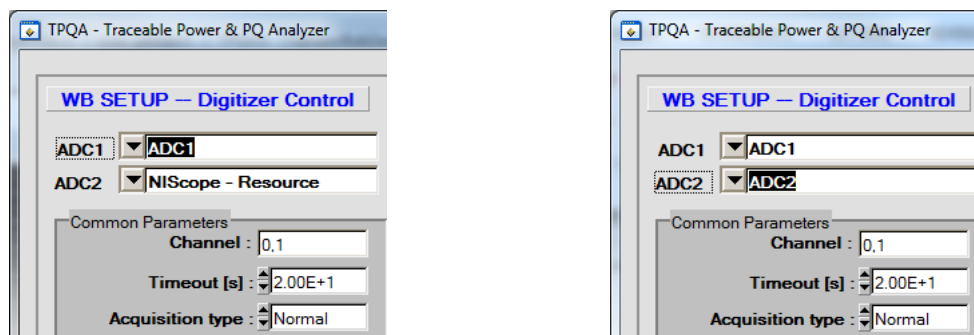 TPQA - Traceable Power & PQ Analyzer
WB SETUP -- Digitizer Control
ADC1 ADC1
ADC2 NIScope - Resource
Common Parameters
Channel : 0,1
Timeout [s] : 2.00E+1
Acquisition type : Normal
TPQA - Traceable Power & PQ Analyzer
WB SETUP -- Digitizer Control
ADC1 ADC1
ADC2 ADC2
Common Parameters
Channel : 0,1
Timeout [s] : 2.00E+1
Acquisition type : Normal